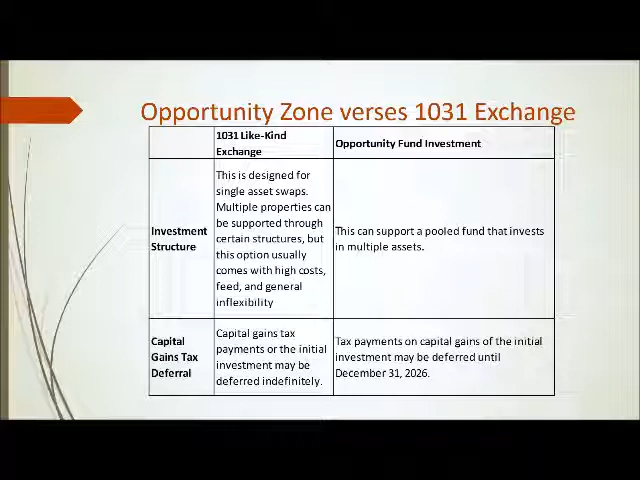 Opportunity Zone verses 1031 Exchange
1031 Like-Kind
Exchange
Opportunity Fund Investment
Investment
Structure
This is designed for
single asset swaps.
Multiple properties can
be supported through
certain structures, but
this option usually
comes with high costs,
feed, and general
inflexibility
This can support a pooled fund that invests
in multiple assets.
Capital
Gains Tax
Deferral
Capital gains tax
payments or the initial
investment may be
deferred indefinitely.
Tax payments on capital gains of the initial
investment may be deferred until
December 31, 2026.